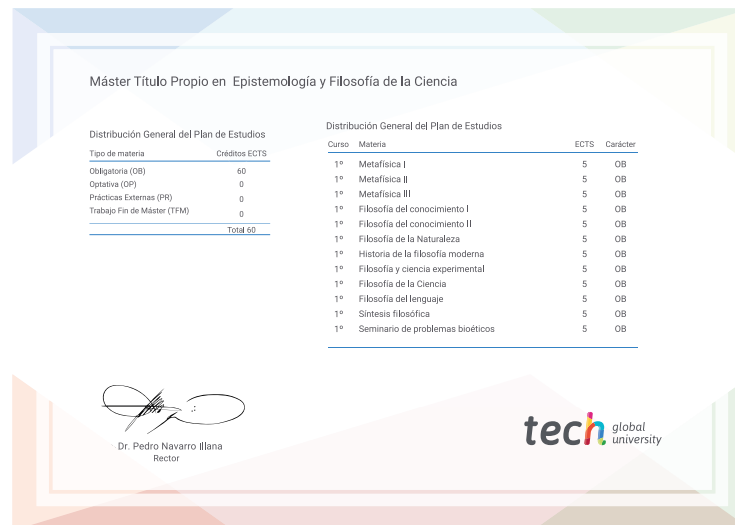 Máster Título Propio en Epistemología y Filosofía de la Ciencia
Distribución General del Plan de Estudios
Tipo de materia Créditos ECTS
Obligatoria (OB) 60
Optativa (OP) 0
Prácticas Externas (PR) 0
Trabajo Fin de Máster (TFM) 0
Total 60
Distribución General del Plan de Estudios
Curso Materia ECTS Carácter
1º Metafísica I 5 OB
1º Metafísica II 5 OB
1º Metafísica III 5 OB
1º Filosofía del conocimiento I 5 OB
1º Filosofía del conocimiento II 5 OB
1º Filosofía de la Naturaleza 5 OB
1º Historia de la filosofía moderna 5 OB
1º Filosofía y ciencia experimental 5 OB
1º Filosofía de la Ciencia 5 OB
1º Filosofía del lenguaje 5 OB
1º Síntesis filosófica 5 OB
1º Seminario de problemas bioéticos 5 OB
Dr. Pedro Navarro Illana
Rector
tech global
university